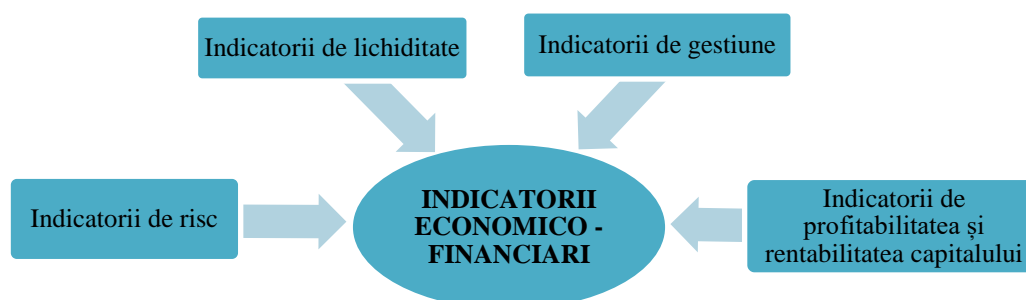 Indicatorii de lichiditate
Indicatorii de gestiune
Indicatorii de risc
INDICATORII
ECONOMICO -
FINANCIARI
Indicatorii de
profitabilitatea și
rentabilitatea capitalului